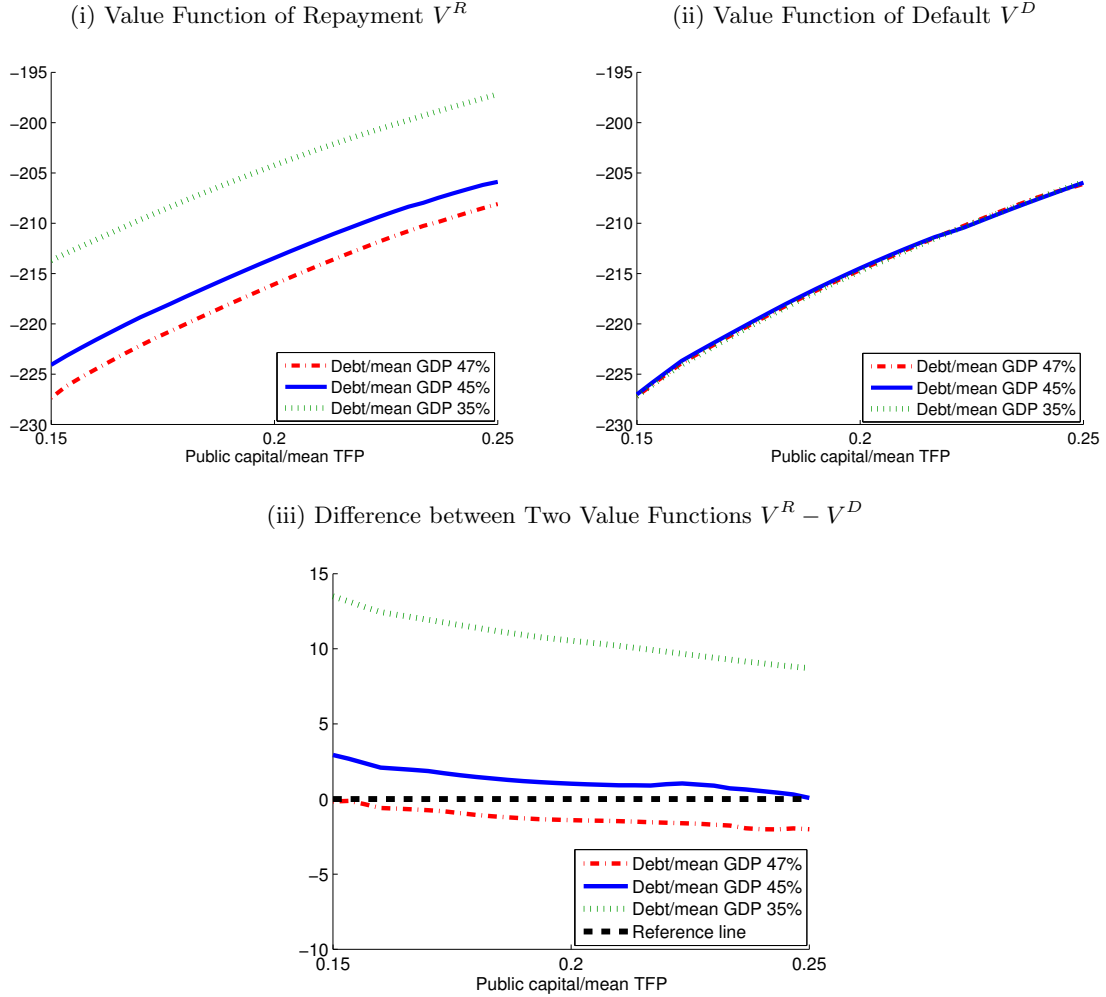 (i) Value Function of Repayment V^R
−195
−200
−205
−210
−215
−220
−225
−230
0.15
0.2
0.25
Public capital/mean TFP
Debt/mean GDP 47%
Debt/mean GDP 45%
Debt/mean GDP 35%
(ii) Value Function of Default V^D
−195
−200
−205
−210
−215
−220
−225
−230
0.15
0.2
0.25
Public capital/mean TFP
Debt/mean GDP 47%
Debt/mean GDP 45%
Debt/mean GDP 35%
(iii) Difference between Two Value Functions V^R − V^D
15
10
5
0
−5
−10
0.15
0.2
0.25
Public capital/mean TFP
Debt/mean GDP 47%
Debt/mean GDP 45%
Debt/mean GDP 35%
Reference line